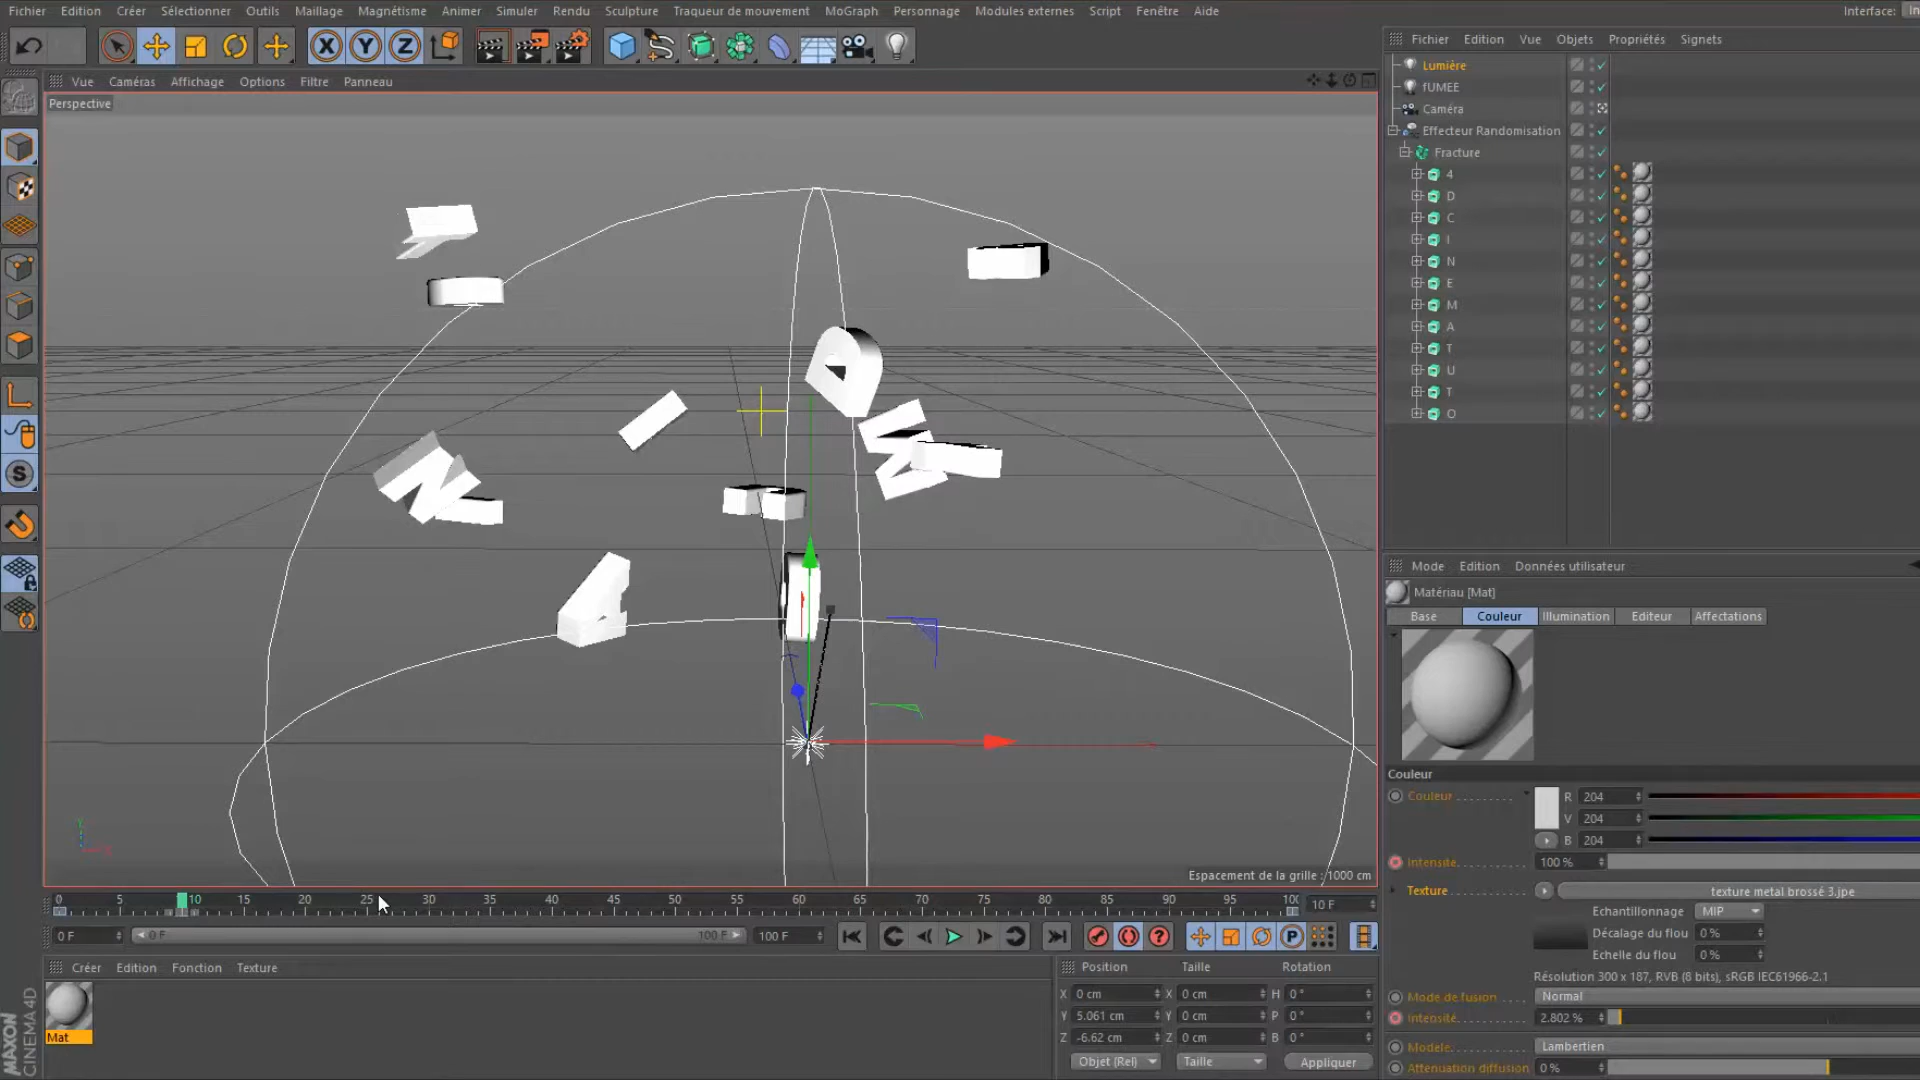 Fichier Edition Créer Sélectionner Outils Maillage Magnétisme Animer Simuler Rendu Sculpture Traqueur de mouvement MoGraph Personnage Modules externes Script Fenêtre Aide Interface:
X Y Z
Fichier Edition Vue Objets Propriétés Signets
Vue Caméras Affichage Options Filtre Panneau
Perspective
Lumière
fUMEE
Caméra
Effecteur Randomisation
Fracture
4
D
C
I
N
E
M
A
T
U
T
O
S
Espacement de la grille : 1000 cm
0 5 10 15 20 25 30 35 40 45 50 55 60 65 70 75 80 85 90 95 10 10 F
0 F 0 F 100 F 100 F P
Créer Edition Fonction Texture
Mat
MAXON
CINEMA 4D
Position Taille Rotation
X 0 cm X 0 cm H 0 °
Y 5.061 cm Y 0 cm P 0 °
Z -6.62 cm Z 0 cm B 0 °
Objet (Rel) Taille Appliquer
Mode Edition Données utilisateur
Matériau [Mat]
Base Couleur Illumination Editeur Affectations
Couleur
Couleur R 204
V 204
B 204
Intensité 100 %
Texture texture metal brossé 3.jpe
Echantillonnage MIP
Décalage du flou 0 %
Echelle du flou 0 %
Résolution 300 x 187, RVB (8 bits), sRGB IEC61966-2.1
Mode de fusion Normal
Intensité 2.802 %
Modèle Lambertien
Attenuation diffusion 0 %